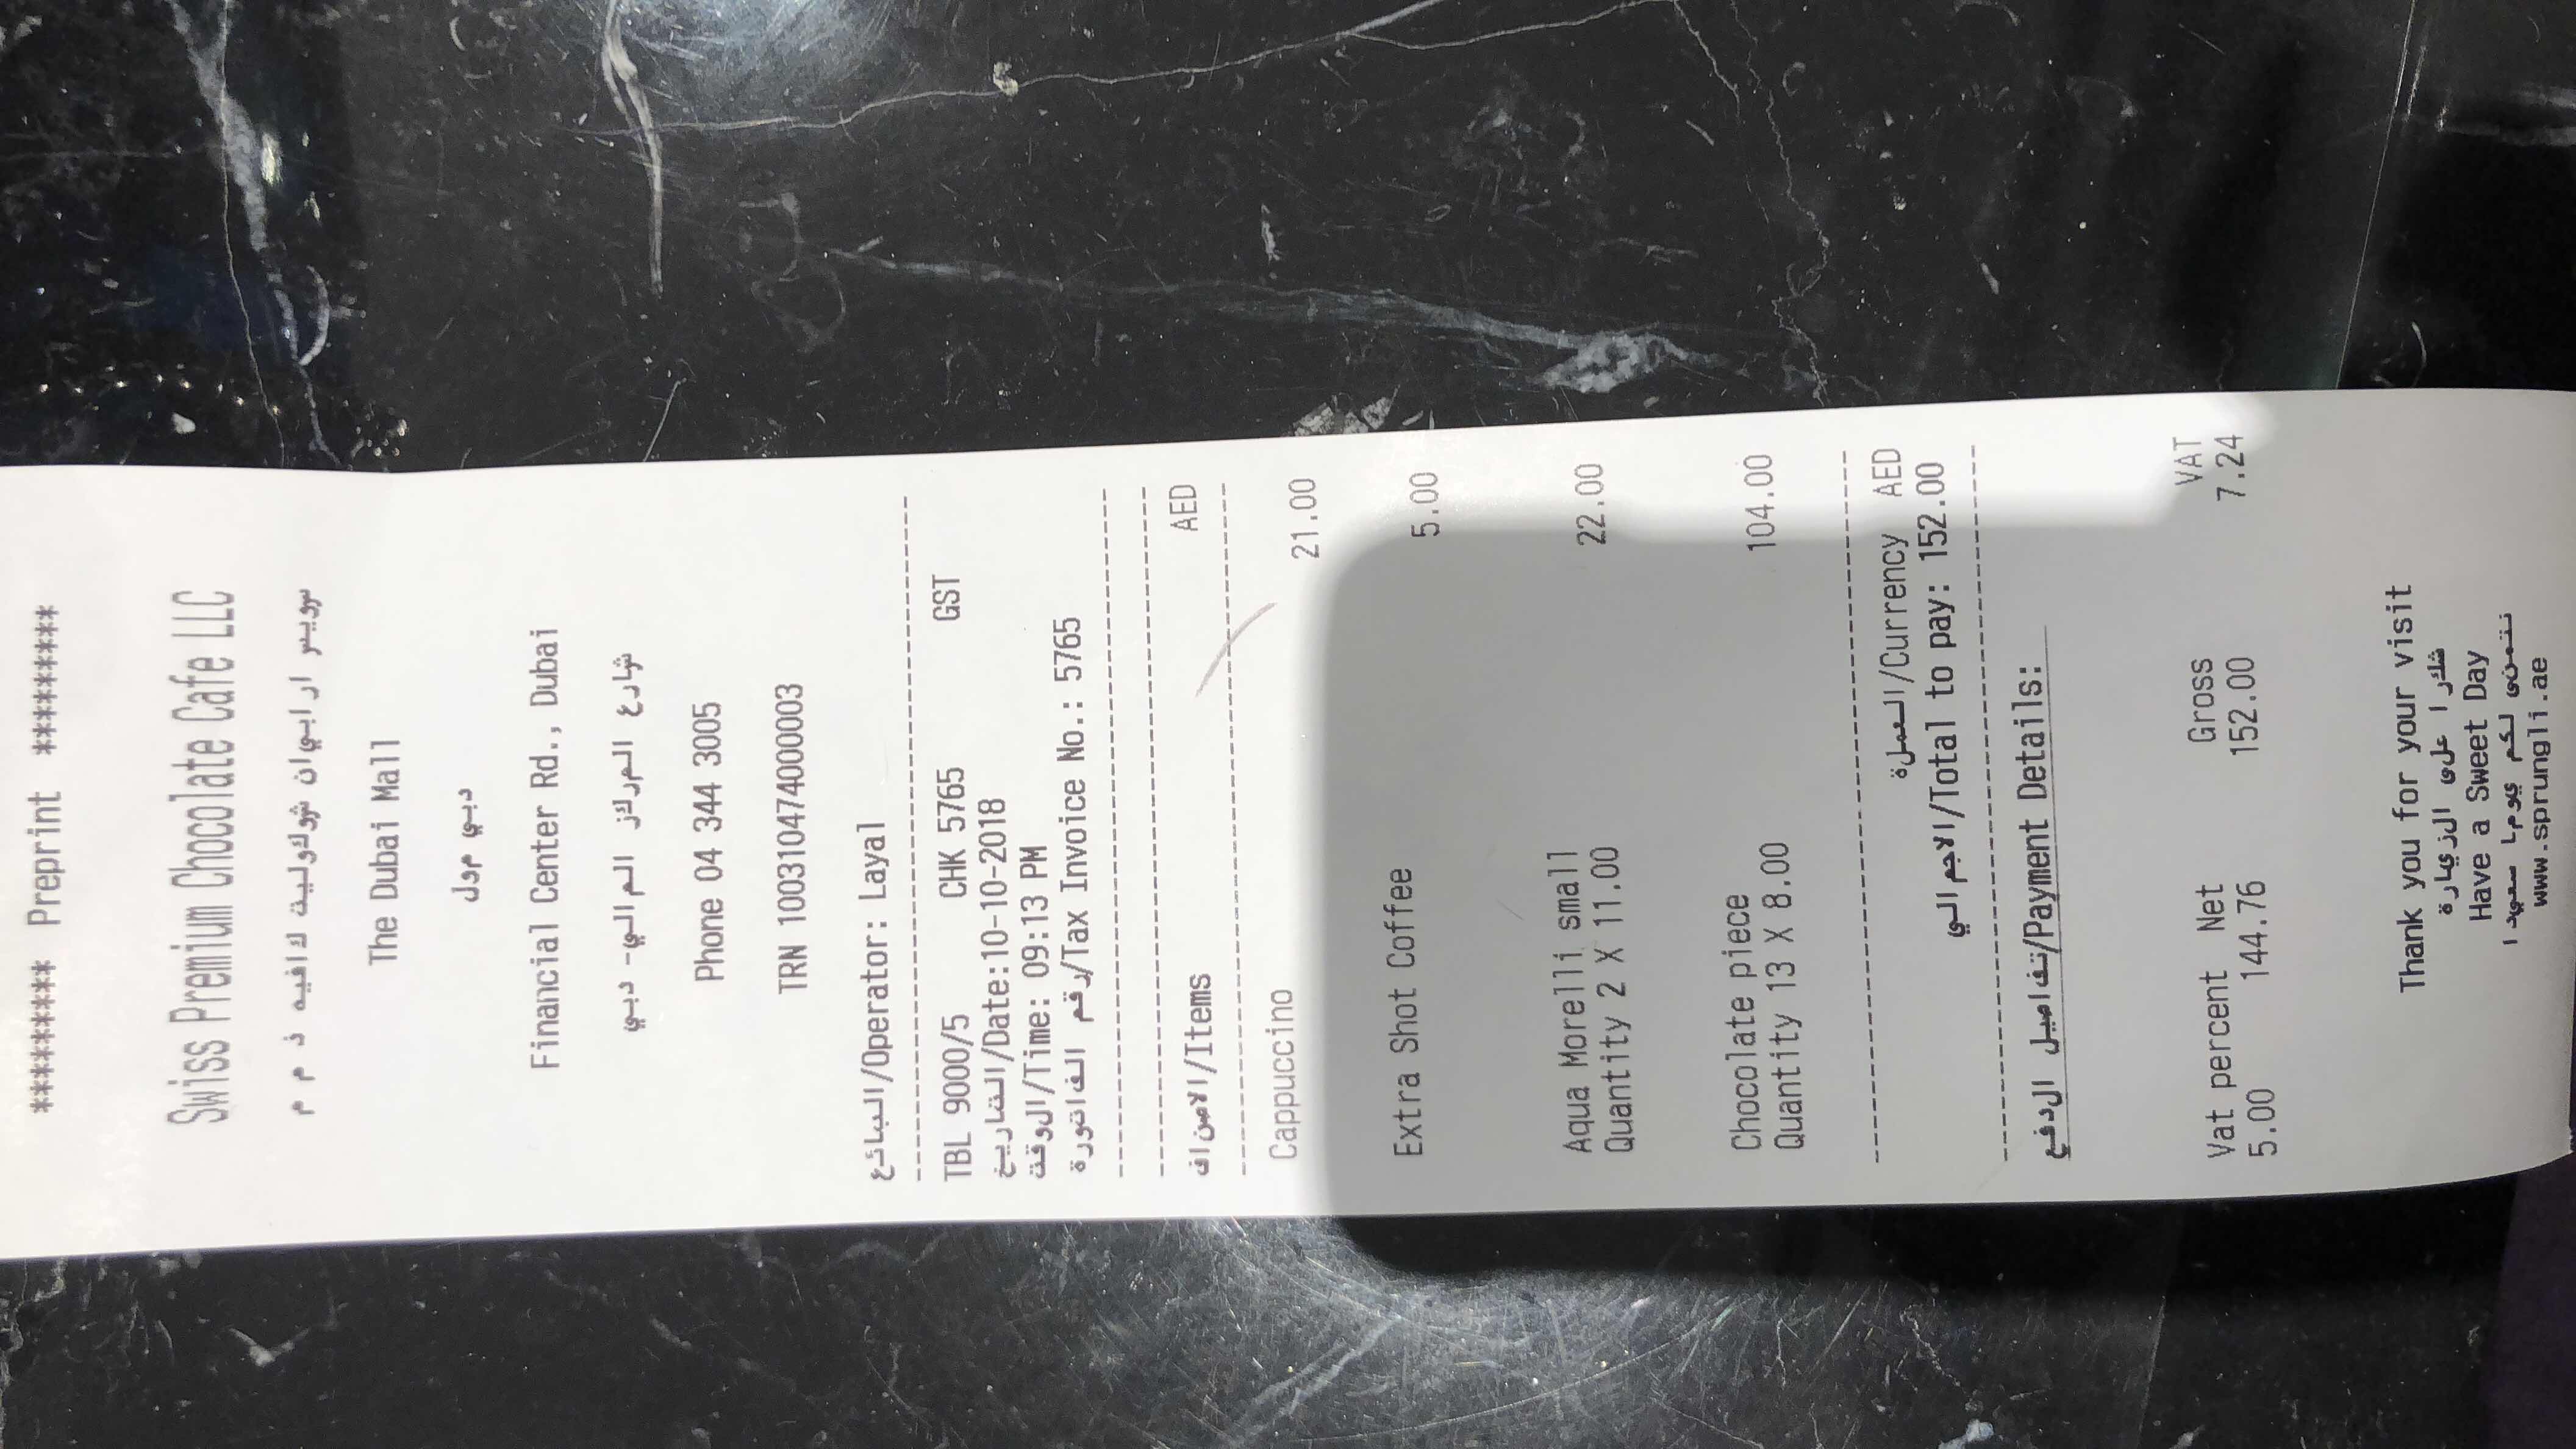 ********* Preprint *********
Swiss Premium Chocolate Cafe LLC
سويس ارابيان شوكوليت كافيه ذ م م
The Dubai Mall
دبي مول
Financial Center Rd., Dubai
شارع المركز المالي- دبي
Phone 04 344 3005
TRN 100310474000003
البائع/Operator: Layal
TBL 9000/5 CHK 5765 GST
التاريخ/Date:10-10-2018
الوقت/Time: 09:13 PM
رقم الفاتورة/Tax Invoice No.: 5765
الاصناف/Items AED
Cappuccino
21.00
Extra Shot Coffee
5.00
Aqua Morelli small
22.00
Quantity 2 X 11.00
Chocolate piece
104.00
Quantity 13 X 8.00
العملة/Currency AED
الاجمالي/Total to pay: 152.00
تفاصيل الدفع/Payment Details:
Vat percent Net Gross VAT
5.00 144.76 152.00 7.24
Thank you for your visit
شكرا على الزيارة
Have a Sweet Day
نتمنى لكم يوما سعيدا
www.sprungli.ae